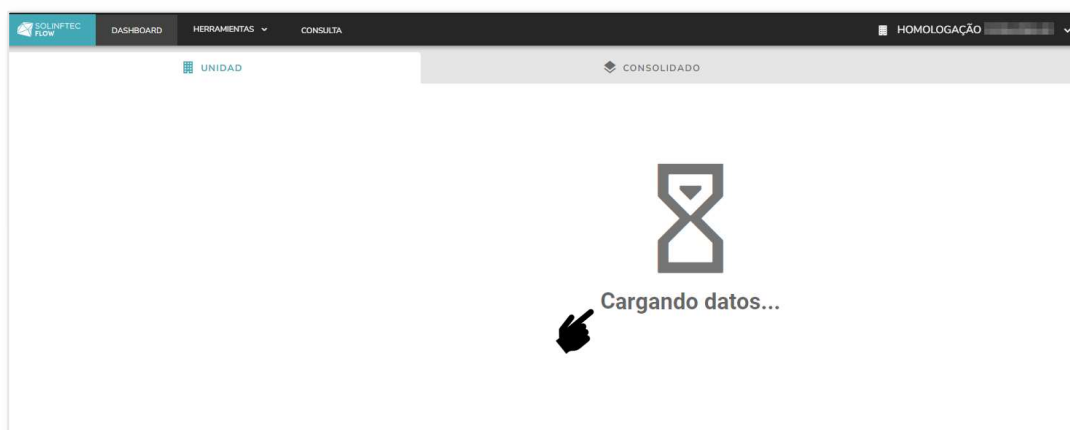 SOLINFTEC
FLOW
DASHBOARD
HERRAMIENTAS
CONSULTA
HOMOLOGAÇÃO
UNIDAD
CONSOLIDADO
Cargando datos...